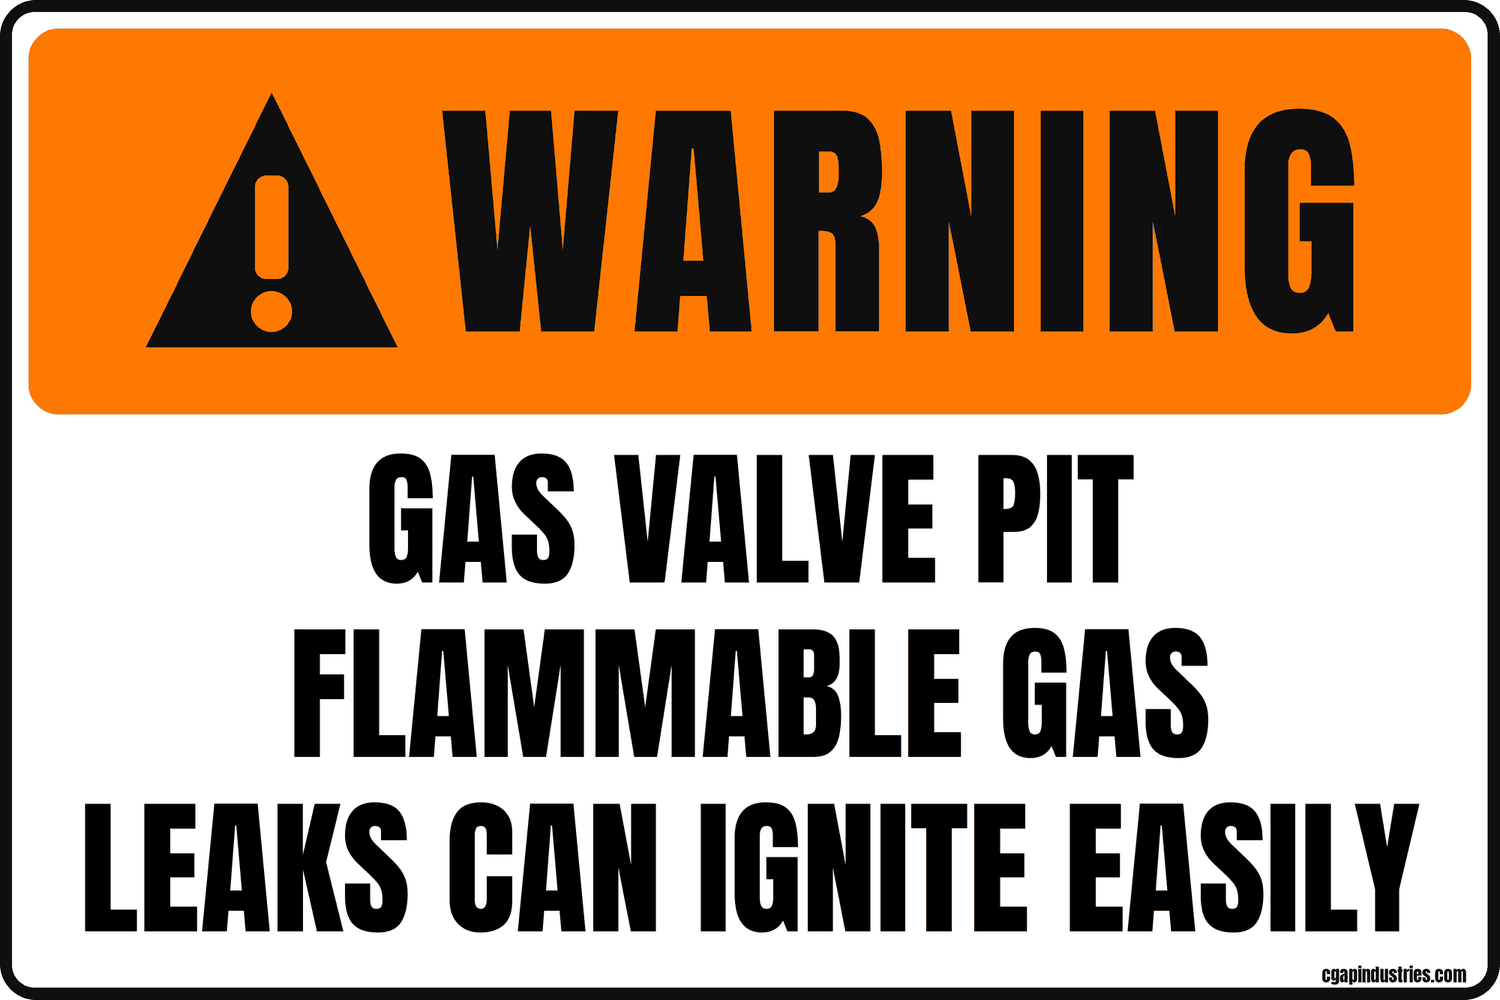 WARNING
GAS VALVE PIT
FLAMMABLE GAS
LEAKS CAN IGNITE EASILY
cgapindustries.com